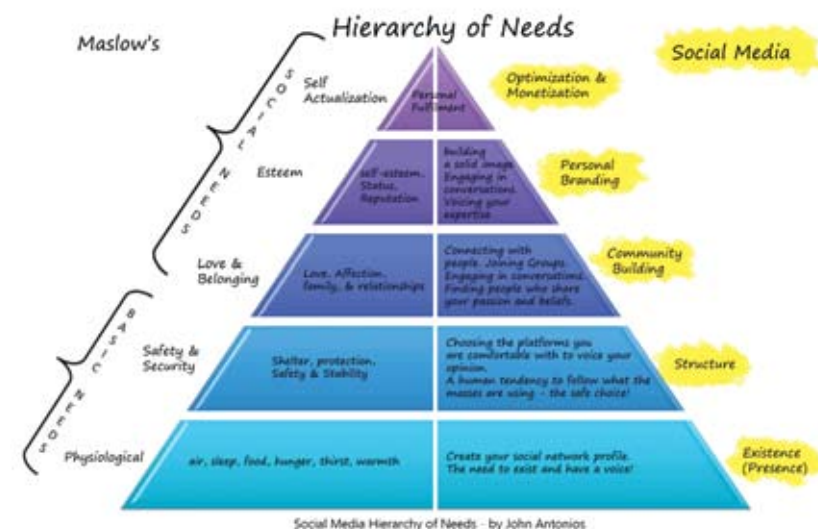 Hierarchy of Needs
Maslow's
Social Media
SOCIAL NEEDS
Self
Actualization
Personal
Fulfilment
Optimization &
Monetization
Esteem
self-esteem,
Status,
Reputation
Building
a solid image.
Engaging in
conversations.
Voicing your
expertise.
Personal
Branding
Love &
Belonging
Love, Affection,
family, & relationships
Connecting with
people. Joining Groups.
Engaging in conversations.
Finding people who share
your passion and beliefs.
Community
Building
BASIC NEEDS
Safety &
Security
Shelter, protection,
Safety & Stability
Choosing the platforms you
are comfortable with to voice your
opinion.
A human tendency to follow what the
masses are using - the safe choice!
Structure
Physiological
air, sleep, food, hunger, thirst, warmth
Create your social network profile.
The need to exist and have a voice!
Existence
(Presence)
Social Media Hierarchy of Needs - by John Antonios